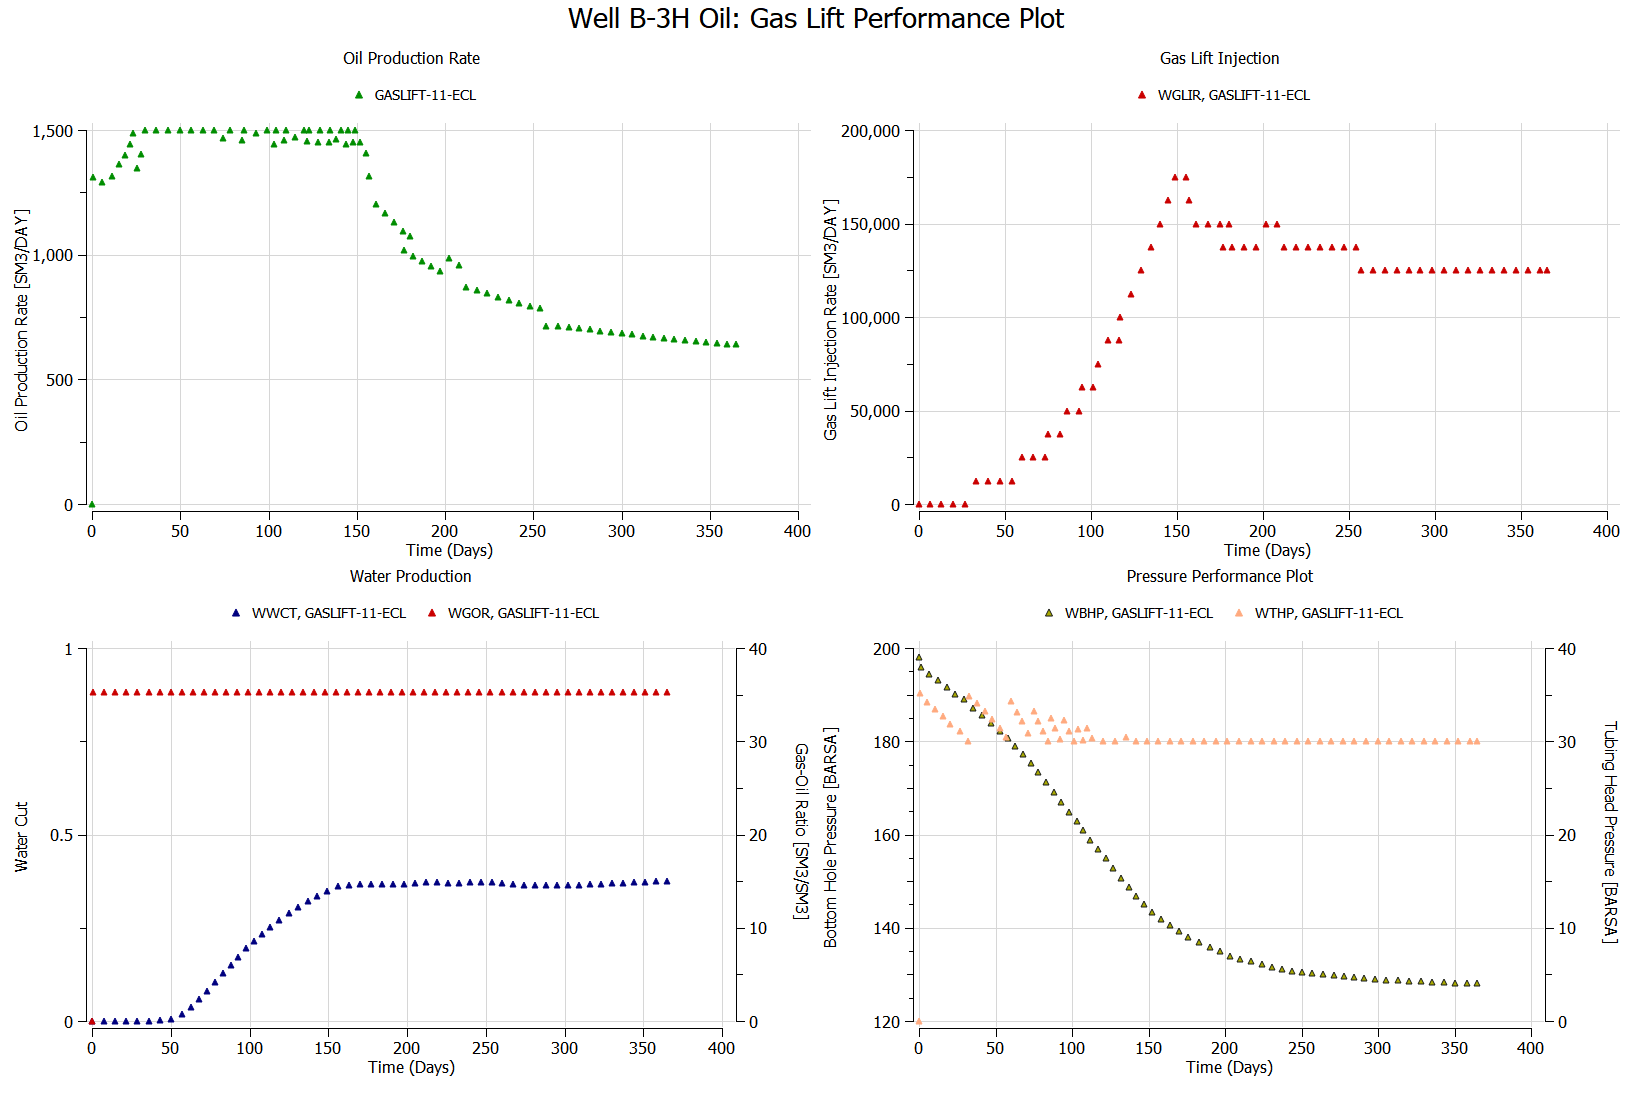 Well B-3H Oil: Gas Lift Performance Plot
Oil Production Rate
GASLIFT-11-ECL
Oil Production Rate [SM3/DAY]
1,500
1,000
500
0
0 50 100 150 200 250 300 350 400
Time (Days)
Gas Lift Injection
WGLIR, GASLIFT-11-ECL
Gas Lift Injection Rate [SM3/DAY]
200,000
150,000
100,000
50,000
0
0 50 100 150 200 250 300 350 400
Time (Days)
Water Production
WWCT, GASLIFT-11-ECL WGOR, GASLIFT-11-ECL
Water Cut
1
0.5
0
40
30
20
10
0
Gas-Oil Ratio [SM3/SM3]
0 50 100 150 200 250 300 350 400
Time (Days)
Pressure Performance Plot
WBHP, GASLIFT-11-ECL WTHP, GASLIFT-11-ECL
Bottom Hole Pressure [BARSA]
200
180
160
140
120
40
30
20
10
0
Tubing Head Pressure [BARSA]
0 50 100 150 200 250 300 350 400
Time (Days)